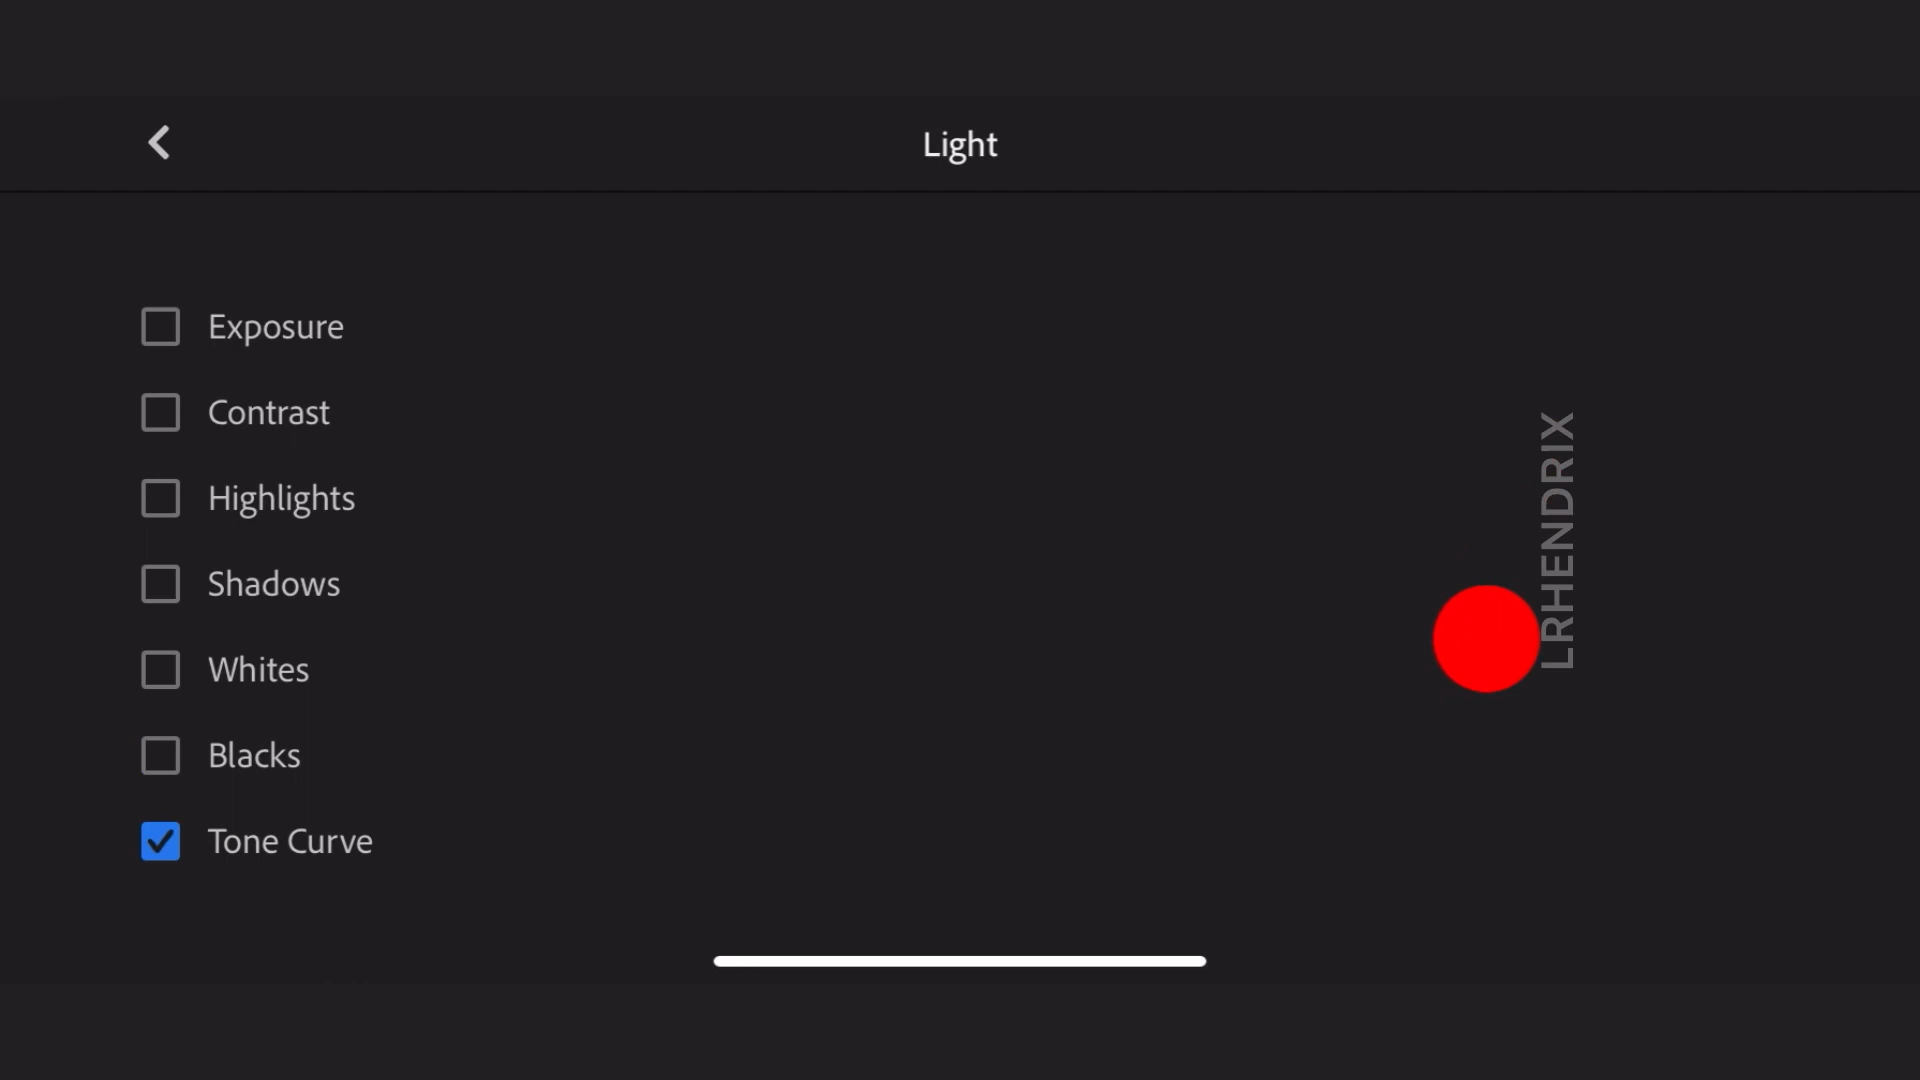 Light
Exposure
Contrast
Highlights
Shadows
Whites
Blacks
Tone Curve
LRHENDRIX